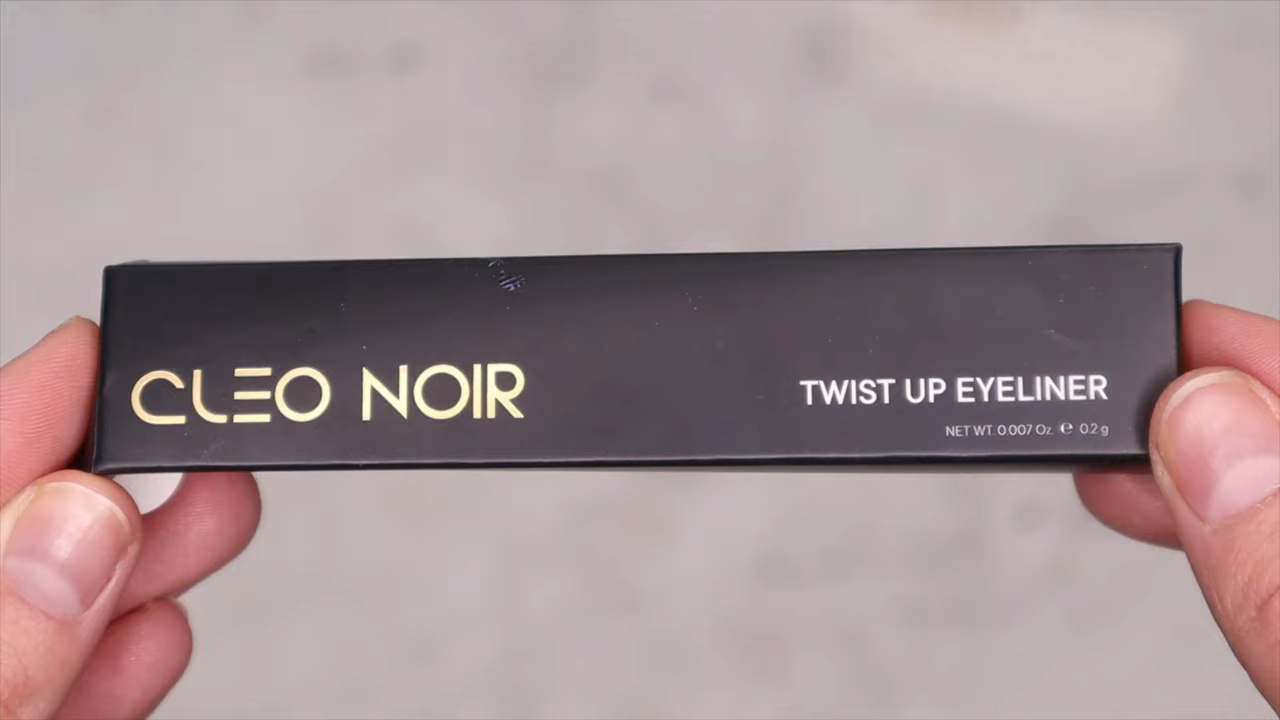 CLEO NOIR
TWIST UP EYELINER
NET WT. 0.007 Oz. ℮ 0.2 g